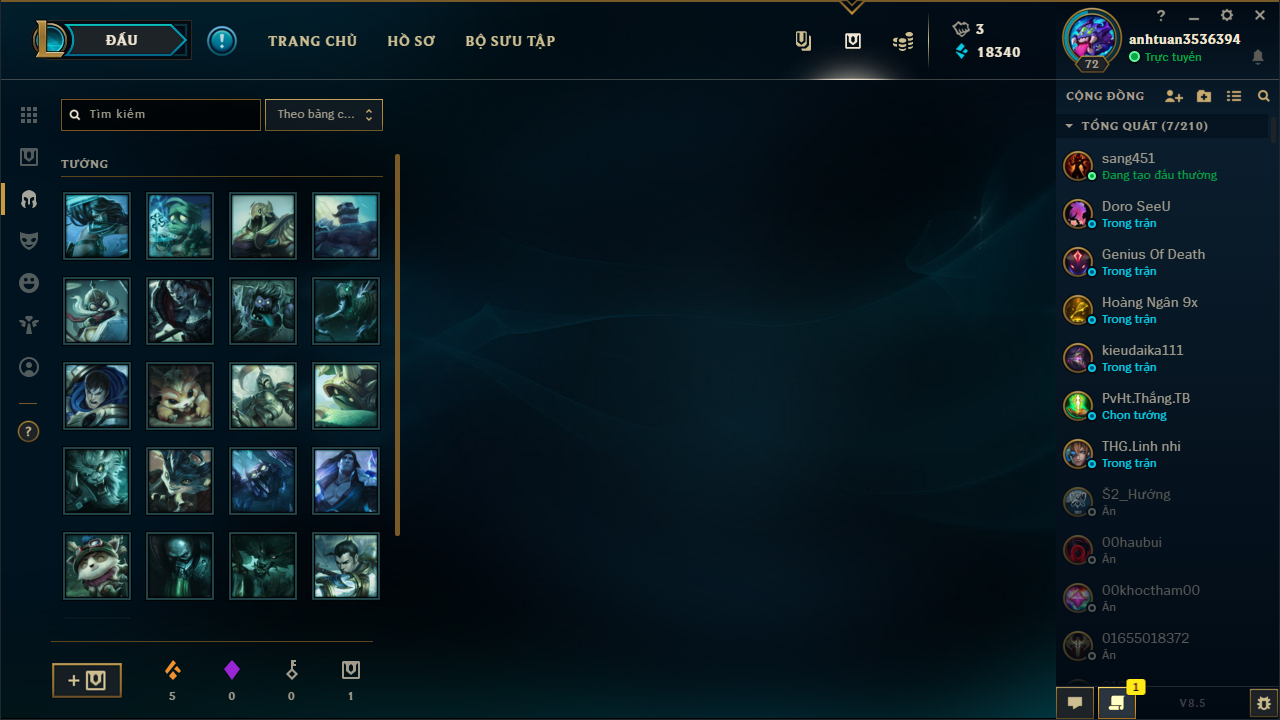 ĐẤU
TRANG CHỦ
HỒ SƠ
BỘ SƯU TẬP
3
18340
72
anhtuan3536394
Trực tuyến
Tìm kiếm
Theo bảng c...
TƯỚNG
5
0
0
1
CỘNG ĐỒNG
TỔNG QUÁT (7/210)
sang451
Đang tạo đấu thường
Doro SeeU
Trong trận
Genius Of Death
Trong trận
Hoàng Ngân 9x
Trong trận
kieudaika111
Trong trận
PvHt.Thắng.TB
Chọn tướng
THG.Linh nhi
Trong trận
Š2_Hướng
Ẩn
00haubui
Ẩn
00khoctham00
Ẩn
01655018372
Ẩn
1
V8.5